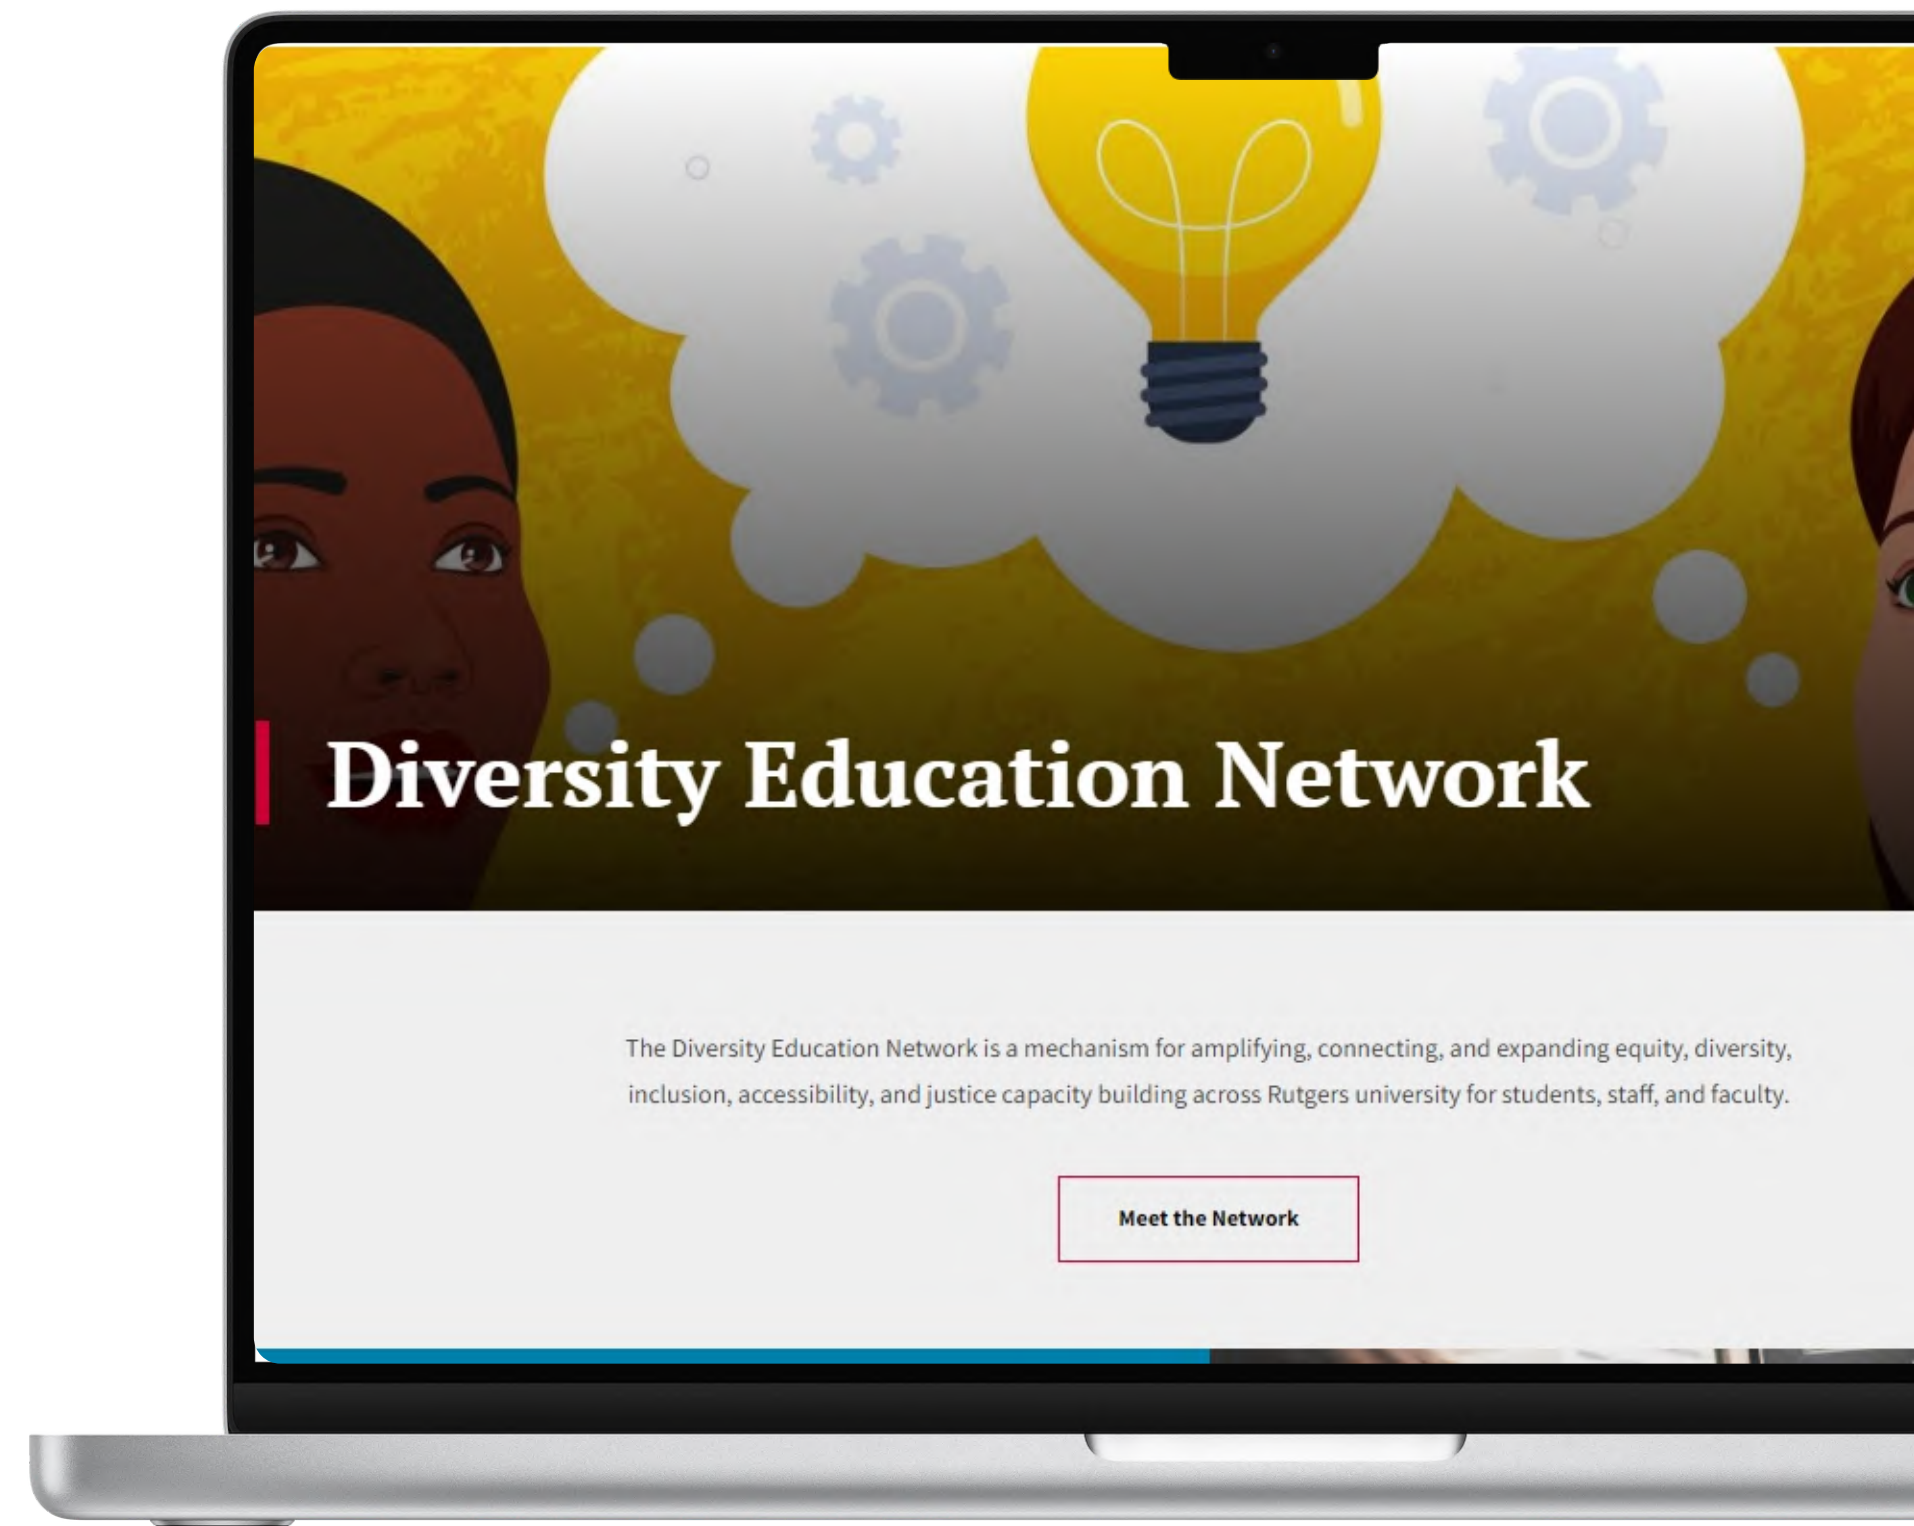 Diversity Education Network
The Diversity Education Network is a mechanism for amplifying, connecting, and expanding equity, diversity,
inclusion, accessibility, and justice capacity building across Rutgers university for students, staff, and faculty.
Meet the Network